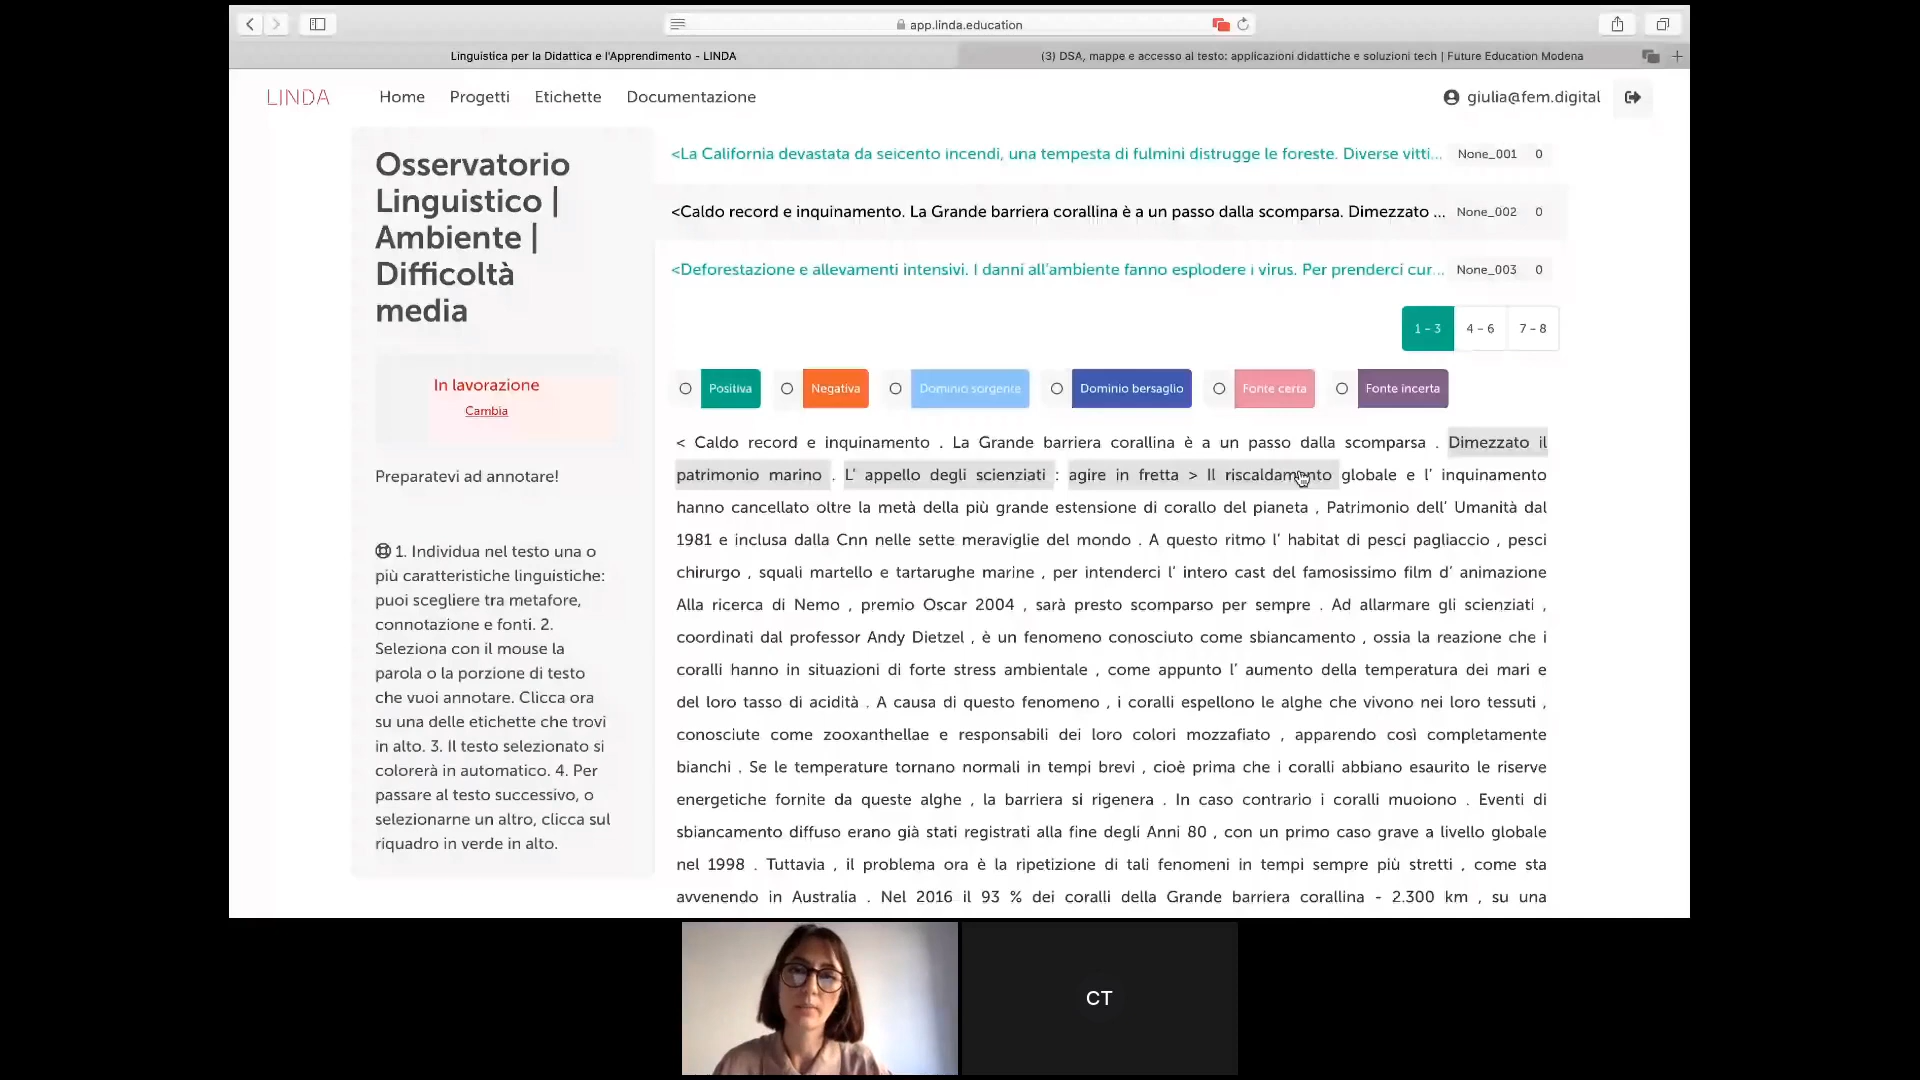 app.linda.education
Linguistica per la Didattica e l'Apprendimento - LINDA
(3) DSA, mappe e accesso al testo: applicazioni didattiche e soluzioni tech | Future Education Modena
LINDA
Home
Progetti
Etichette
Documentazione
giulia@fem.digital
Osservatorio
Linguistico |
Ambiente |
Difficoltà
media
In lavorazione
Cambia
Preparatevi ad annotare!
1. Individua nel testo una o
più caratteristiche linguistiche:
puoi scegliere tra metafore,
connotazione e fonti. 2.
Seleziona con il mouse la
parola o la porzione di testo
che vuoi annotare. Clicca ora
su una delle etichette che trovi
in alto. 3. Il testo selezionato si
colorerà in automatico. 4. Per
passare al testo successivo, o
selezionarne un altro, clicca sul
riquadro in verde in alto.
<La California devastata da seicento incendi, una tempesta di fulmini distrugge le foreste. Diverse vitti... None_001 0
<Caldo record e inquinamento. La Grande barriera corallina è a un passo dalla scomparsa. Dimezzato ... None_002 0
<Deforestazione e allevamenti intensivi. I danni all'ambiente fanno esplodere i virus. Per prenderci cur... None_003 0
1 – 3 4 – 6 7 – 8
Positiva Negativa Dominio sorgente Dominio bersaglio Fonte certa Fonte incerta
< Caldo record e inquinamento . La Grande barriera corallina è a un passo dalla scomparsa . Dimezzato il
patrimonio marino . L' appello degli scienziati : agire in fretta > Il riscaldamento globale e l' inquinamento
hanno cancellato oltre la metà della più grande estensione di corallo del pianeta , Patrimonio dell' Umanità dal
1981 e inclusa dalla Cnn nelle sette meraviglie del mondo . A questo ritmo l' habitat di pesci pagliaccio , pesci
chirurgo , squali martello e tartarughe marine , per intenderci l' intero cast del famosissimo film d' animazione
Alla ricerca di Nemo , premio Oscar 2004 , sarà presto scomparso per sempre . Ad allarmare gli scienziati ,
coordinati dal professor Andy Dietzel , è un fenomeno conosciuto come sbiancamento , ossia la reazione che i
coralli hanno in situazioni di forte stress ambientale , come appunto l' aumento della temperatura dei mari e
del loro tasso di acidità . A causa di questo fenomeno , i coralli espellono le alghe che vivono nei loro tessuti ,
conosciute come zooxanthellae e responsabili dei loro colori mozzafiato , apparendo così completamente
bianchi . Se le temperature tornano normali in tempi brevi , cioè prima che i coralli abbiano esaurito le riserve
energetiche fornite da queste alghe , la barriera si rigenera . In caso contrario i coralli muoiono . Eventi di
sbiancamento diffuso erano già stati registrati alla fine degli Anni 80 , con un primo caso grave a livello globale
nel 1998 . Tuttavia , il problema ora è la ripetizione di tali fenomeni in tempi sempre più stretti , come sta
avvenendo in Australia . Nel 2016 il 93 % dei coralli della Grande barriera corallina - 2.300 km , su una
CT